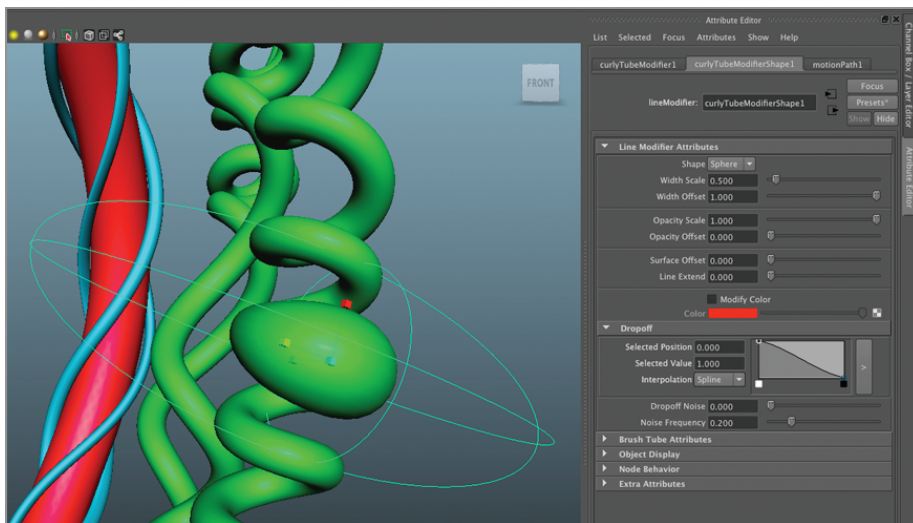 Attribute Editor
List Selected Focus Attributes Show Help
curlyTubeModifier1 curlyTubeModifierShape1 motionPath1
Focus
lineModifier: curlyTubeModifierShape1 Presets*
Show Hide
FRONT
Line Modifier Attributes
Shape Sphere
Width Scale 0.500
Width Offset 1.000
Opacity Scale 1.000
Opacity Offset 0.000
Surface Offset 0.000
Line Extend 0.000
Modify Color
Color
Dropoff
Selected Position 0.000
Selected Value 1.000
Interpolation Spline
>
Dropoff Noise 0.000
Noise Frequency 0.200
Brush Tube Attributes
Object Display
Node Behavior
Extra Attributes
Channel Box / Layer Editor
Attribute Editor